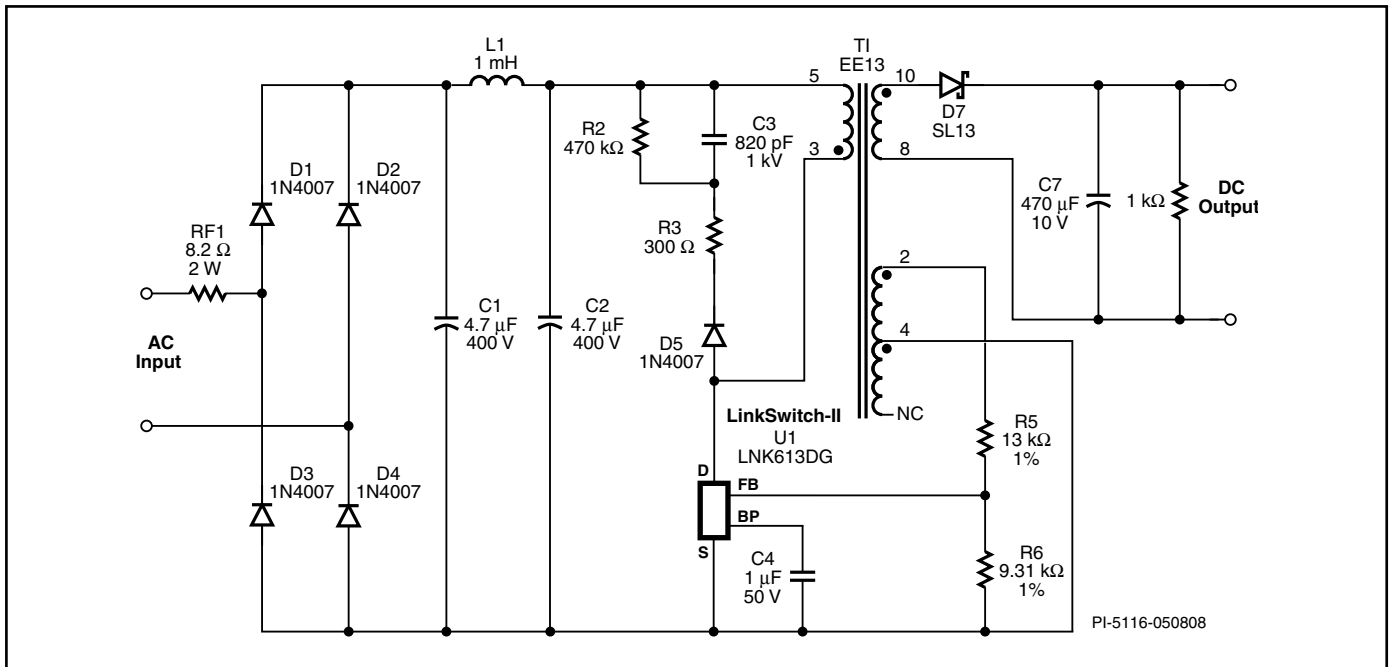 L1
1 mH
TI
EE13
5
10
D7
SL13
R2
470 kΩ
C3
820 pF
1 kV
3
8
D1
1N4007
D2
1N4007
C7
470 µF
10 V
1 kΩ
DC
Output
RF1
8.2 Ω
2 W
R3
300 Ω
2
AC
Input
C1
4.7 µF
400 V
C2
4.7 µF
400 V
D5
1N4007
4
NC
LinkSwitch-II
U1
LNK613DG
R5
13 kΩ
1%
D3
1N4007
D4
1N4007
D
FB
BP
S
C4
1 µF
50 V
R6
9.31 kΩ
1%
PI-5116-050808